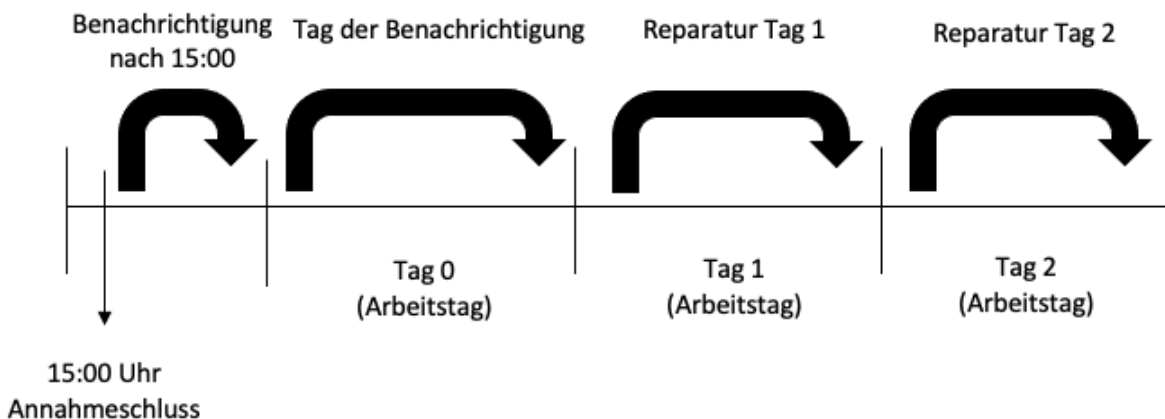 Benachrichtigung
nach 15:00
Tag der Benachrichtigung
Reparatur Tag 1
Reparatur Tag 2
Tag 0
(Arbeitstag)
Tag 1
(Arbeitstag)
Tag 2
(Arbeitstag)
15:00 Uhr
Annahmeschluss